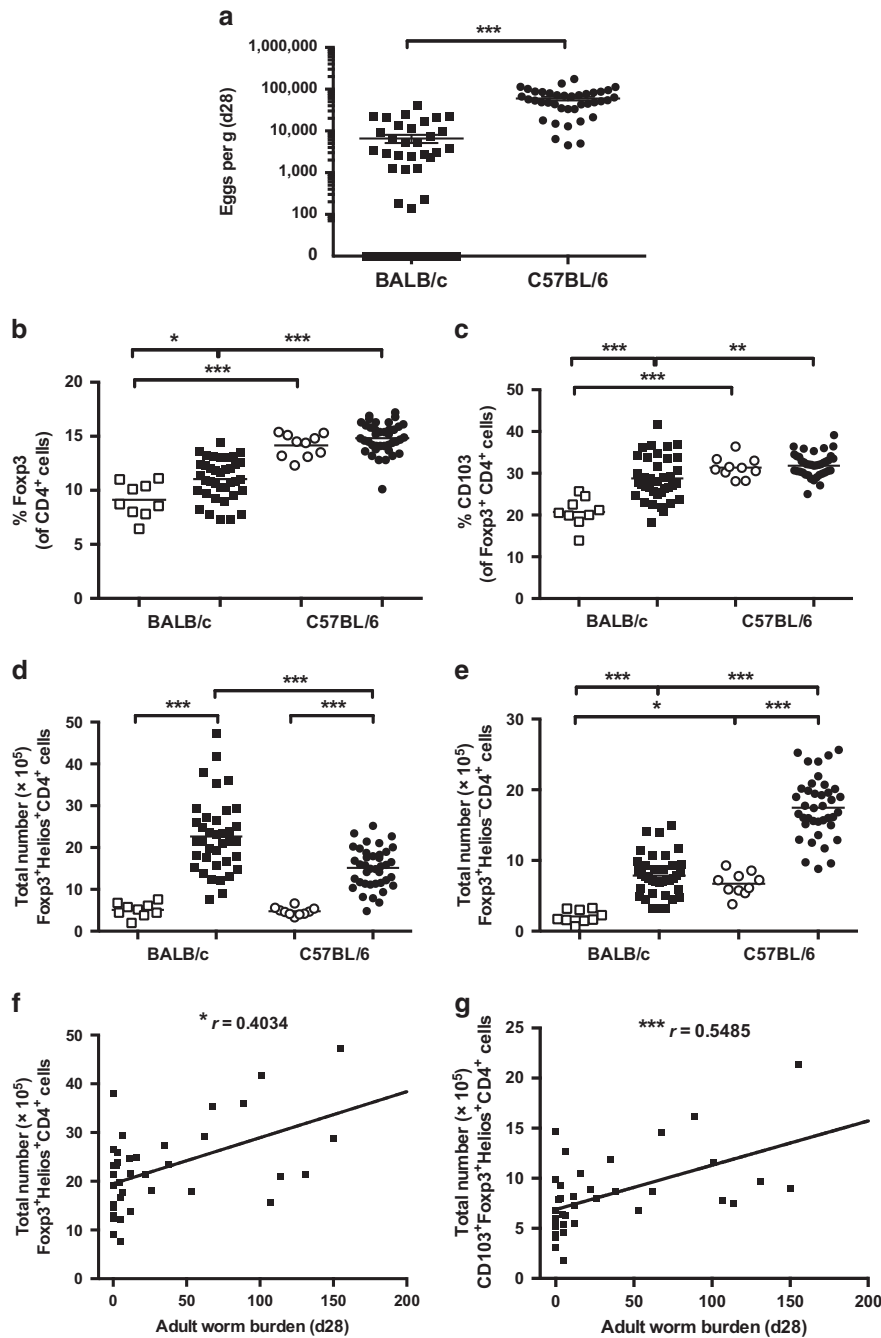 a
***
1,000,000
100,000
10,000
1,000
100
0
Eggs per g (d28)
BALB/c C57BL/6
b
* ***
***
20
15
10
5
0
% Foxp3
(of CD4⁺ cells)
BALB/c C57BL/6
c
*** **
***
50
40
30
20
10
0
% CD103
(of Foxp3⁺ CD4⁺ cells)
BALB/c C57BL/6
d
***
*** ***
50
40
30
20
10
0
Total number (× 10⁵)
Foxp3⁺Helios⁺CD4⁺ cells
BALB/c C57BL/6
e
*** ***
* ***
30
20
10
0
Total number (× 10⁵)
Foxp3⁺Helios⁻CD4⁺ cells
BALB/c C57BL/6
f
* r = 0.4034
50
40
30
20
10
0
Total number (× 10⁵)
Foxp3⁺Helios⁺CD4⁺ cells
0 50 100 150 200
Adult worm burden (d28)
g
*** r = 0.5485
25
20
15
10
5
0
Total number (× 10⁵)
CD103⁺Foxp3⁺Helios⁺CD4⁺ cells
0 50 100 150 200
Adult worm burden (d28)